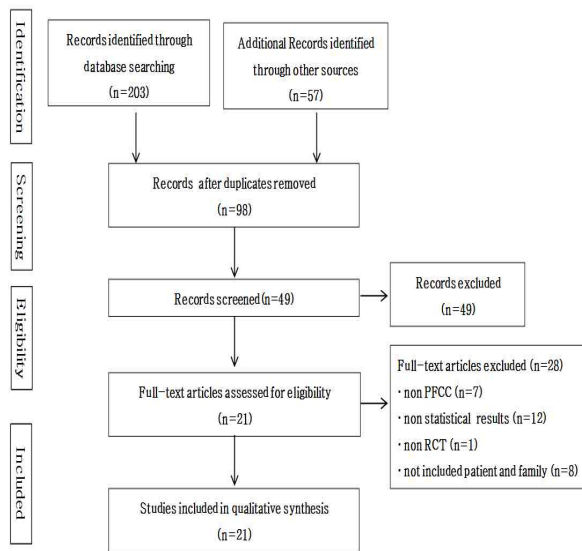 Identification
Records identified through
database searching
(n=203)
Additional Records identified
through other sources
(n=57)
Screening
Records after duplicates removed
(n=98)
Eligibility
Records screened(n=49)
Records excluded
(n=49)
Full-text articles assessed for eligibility
(n=21)
Full-text articles excluded (n=28)
· non PFCC(n=7)
· non statistical results (n=12)
· non RCT(n=1)
· not included patient and family(n=8)
Included
Studies included in qualitative synthesis
(n=21)